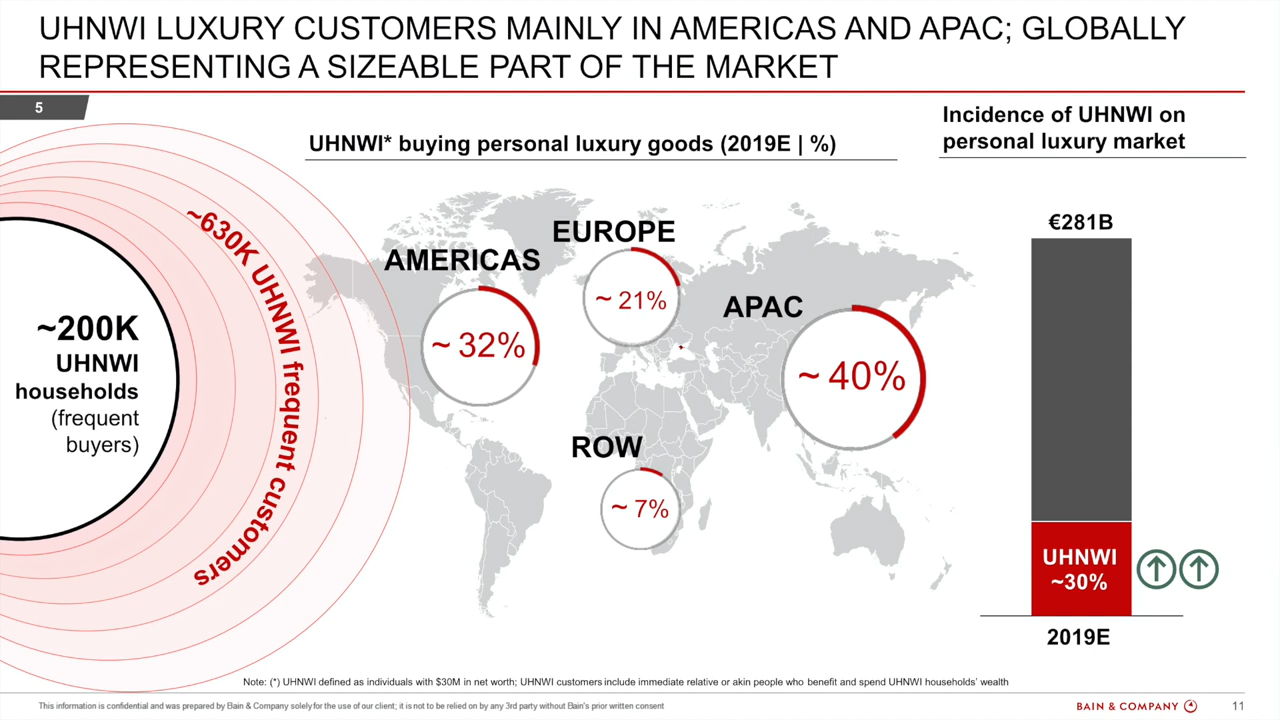 UHNWI LUXURY CUSTOMERS MAINLY IN AMERICAS AND APAC; GLOBALLY
REPRESENTING A SIZEABLE PART OF THE MARKET
5
UHNWI* buying personal luxury goods (2019E | %)
Incidence of UHNWI on
personal luxury market
~200K
UHNWI
households
(frequent
buyers)
~630K UHNWI frequent customers
AMERICAS
~ 32%
EUROPE
~ 21%
APAC
~ 40%
ROW
~ 7%
€281B
UHNWI
~30%
2019E
Note: (*) UHNWI defined as individuals with $30M in net worth; UHNWI customers include immediate relative or akin people who benefit and spend UHNWI households' wealth
This information is confidential and was prepared by Bain & Company solely for the use of our client; it is not to be relied on by any 3rd party without Bain's prior written consent
BAIN & COMPANY
11